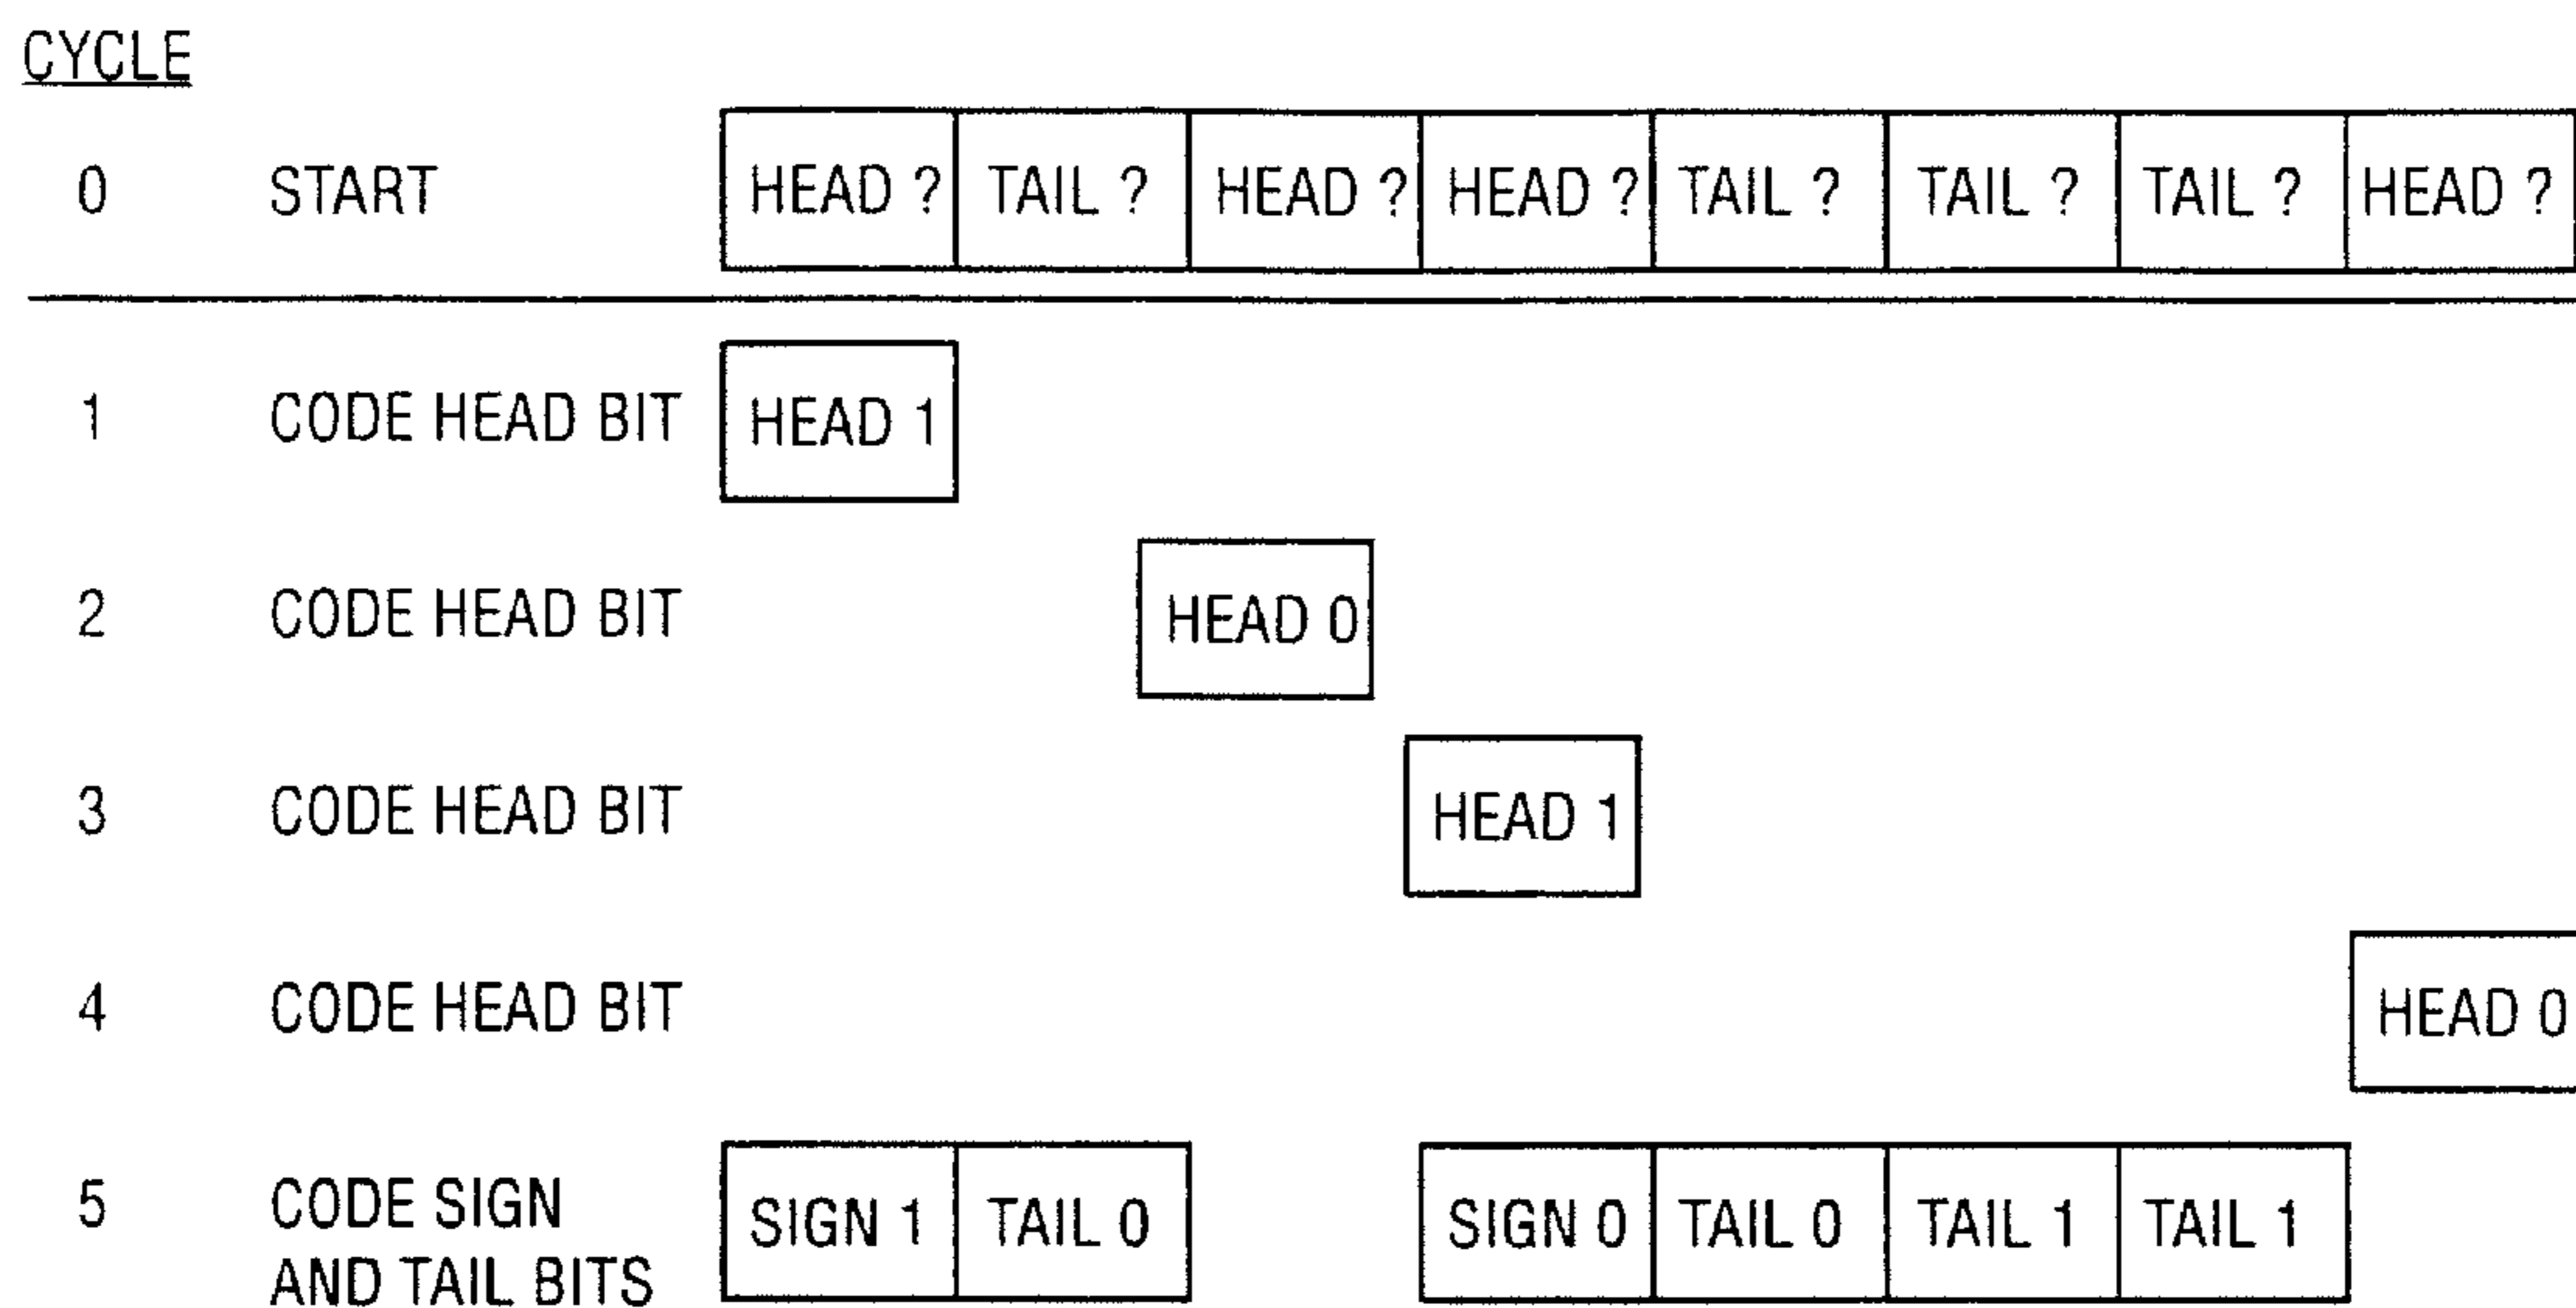 CYCLE
0 START HEAD ? TAIL ? HEAD ? HEAD ? TAIL ? TAIL ? TAIL ? HEAD ?
1 CODE HEAD BIT HEAD 1
2 CODE HEAD BIT HEAD 0
3 CODE HEAD BIT HEAD 1
4 CODE HEAD BIT HEAD 0
5 CODE SIGN SIGN 1 TAIL 0 SIGN 0 TAIL 0 TAIL 1 TAIL 1
AND TAIL BITS